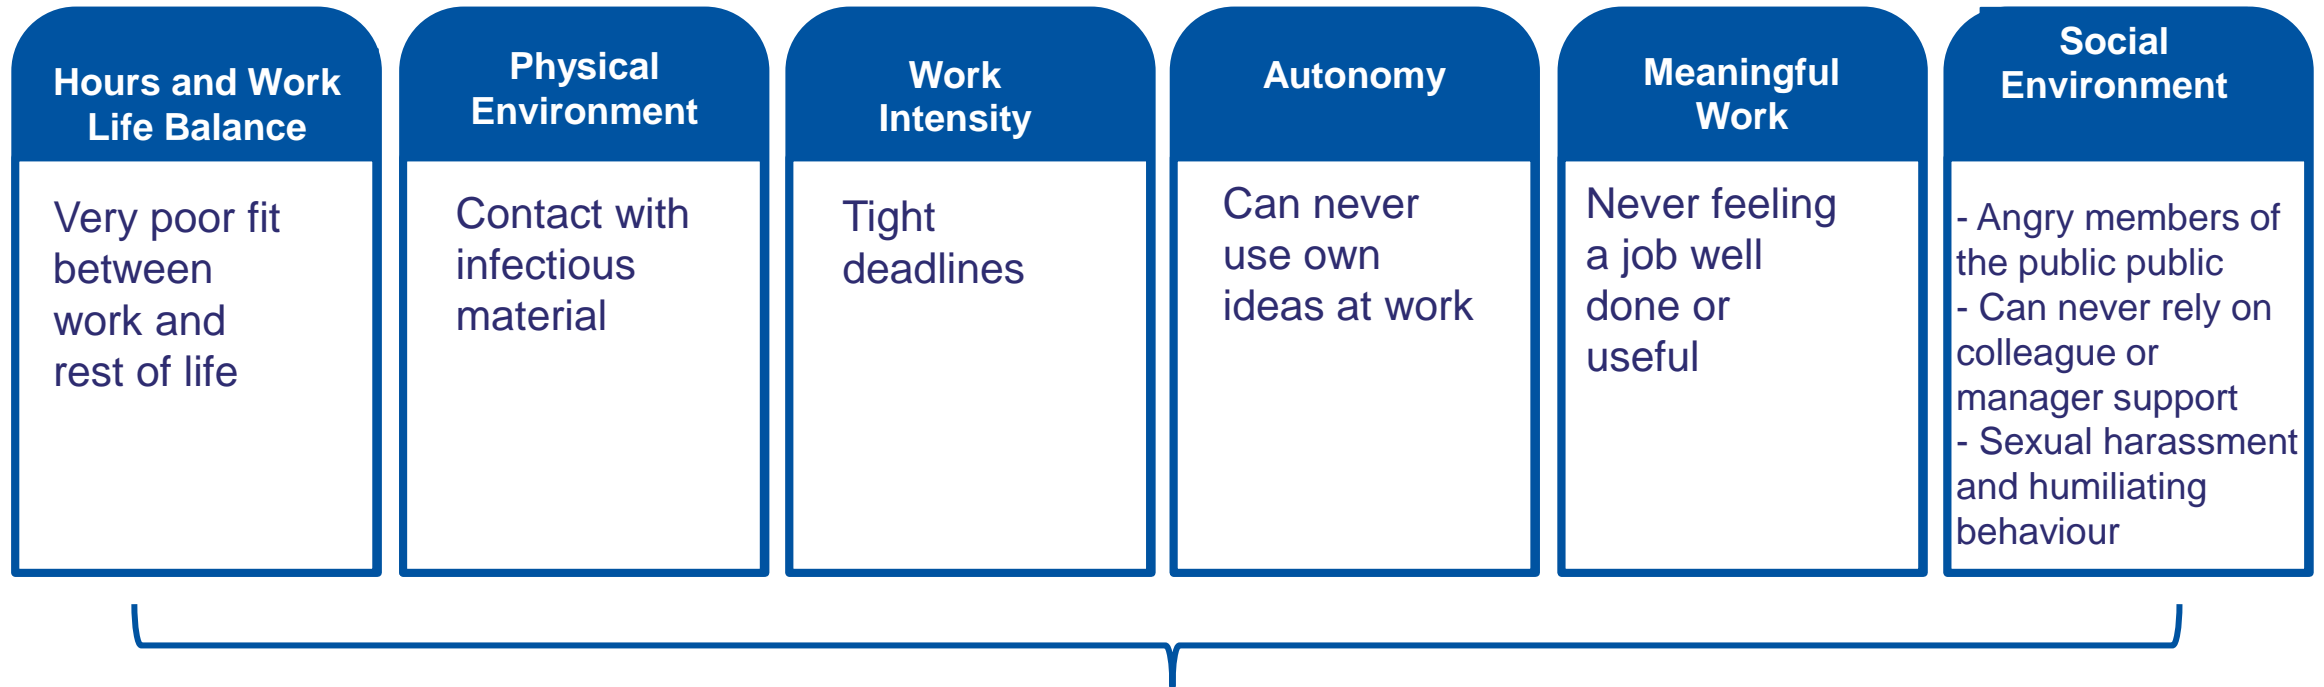 Hours and Work
Life Balance
Very poor fit
between
work and
rest of life
Physical
Environment
Contact with
infectious
material
Work
Intensity
Tight
deadlines
Autonomy
Can never
use own
ideas at work
Meaningful
Work
Never feeling
a job well
done or
useful
Social
Environment
- Angry members of
the public public
- Can never rely on
colleague or
manager support
- Sexual harassment
and humiliating
behaviour